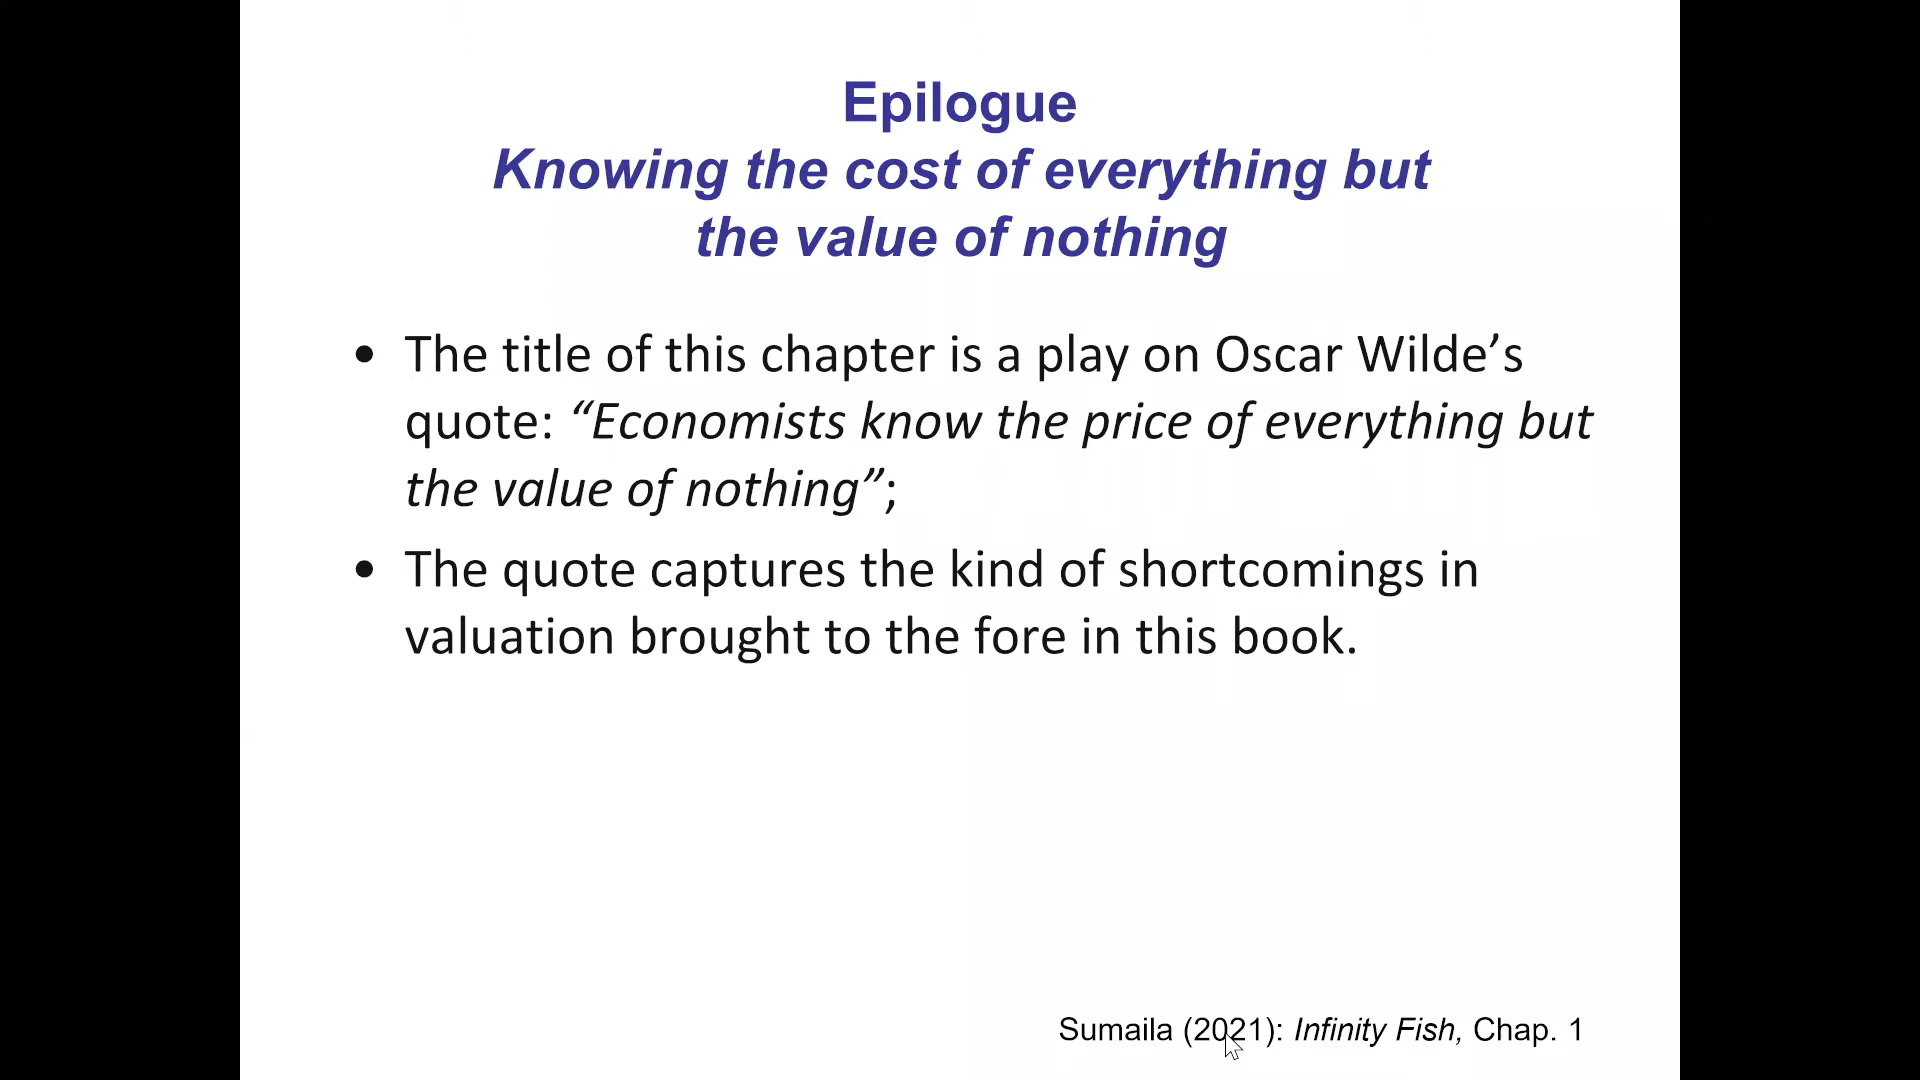 Epilogue
Knowing the cost of everything but
the value of nothing
• The title of this chapter is a play on Oscar Wilde’s
quote: “Economists know the price of everything but
the value of nothing”;
• The quote captures the kind of shortcomings in
valuation brought to the fore in this book.
Sumaila (2021): Infinity Fish, Chap. 1